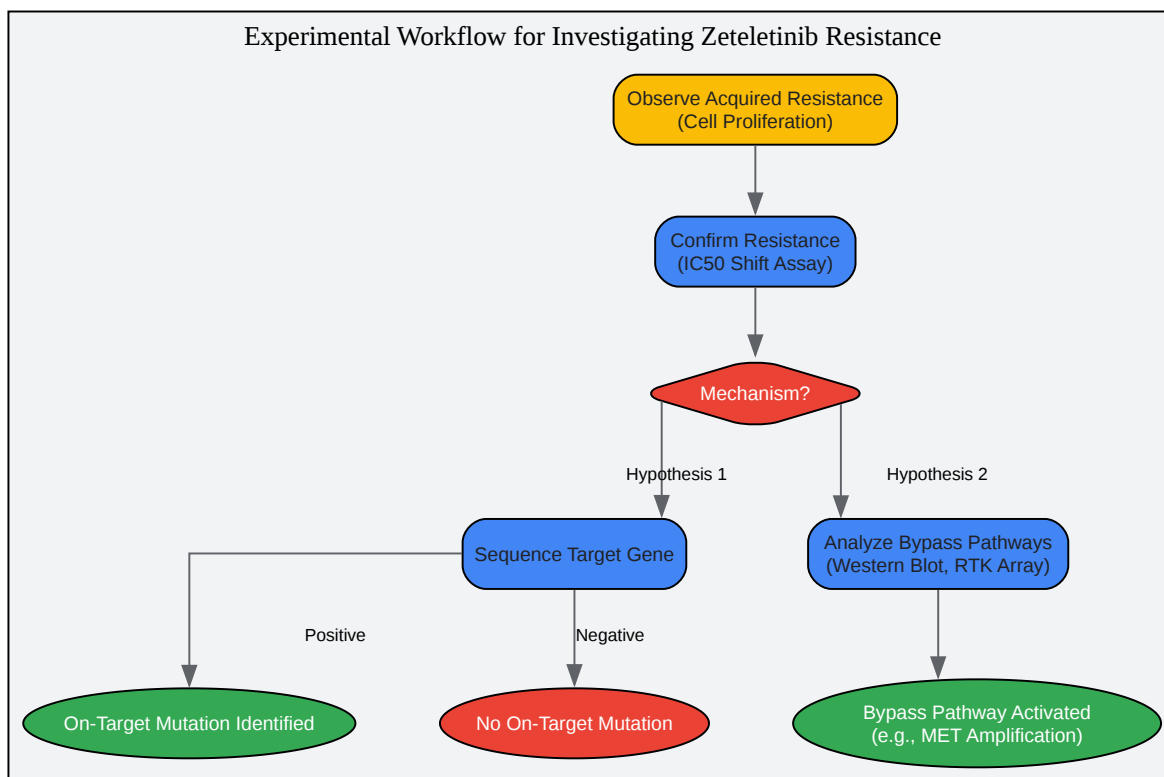 Experimental Workflow for Investigating Zeteletinib Resistance
Observe Acquired Resistance
(Cell Proliferation)
Confirm Resistance
(IC50 Shift Assay)
Mechanism?
Hypothesis 1
Hypothesis 2
Sequence Target Gene
Analyze Bypass Pathways
(Western Blot, RTK Array)
Positive
Negative
On-Target Mutation Identified
No On-Target Mutation
Bypass Pathway Activated
(e.g., MET Amplification)